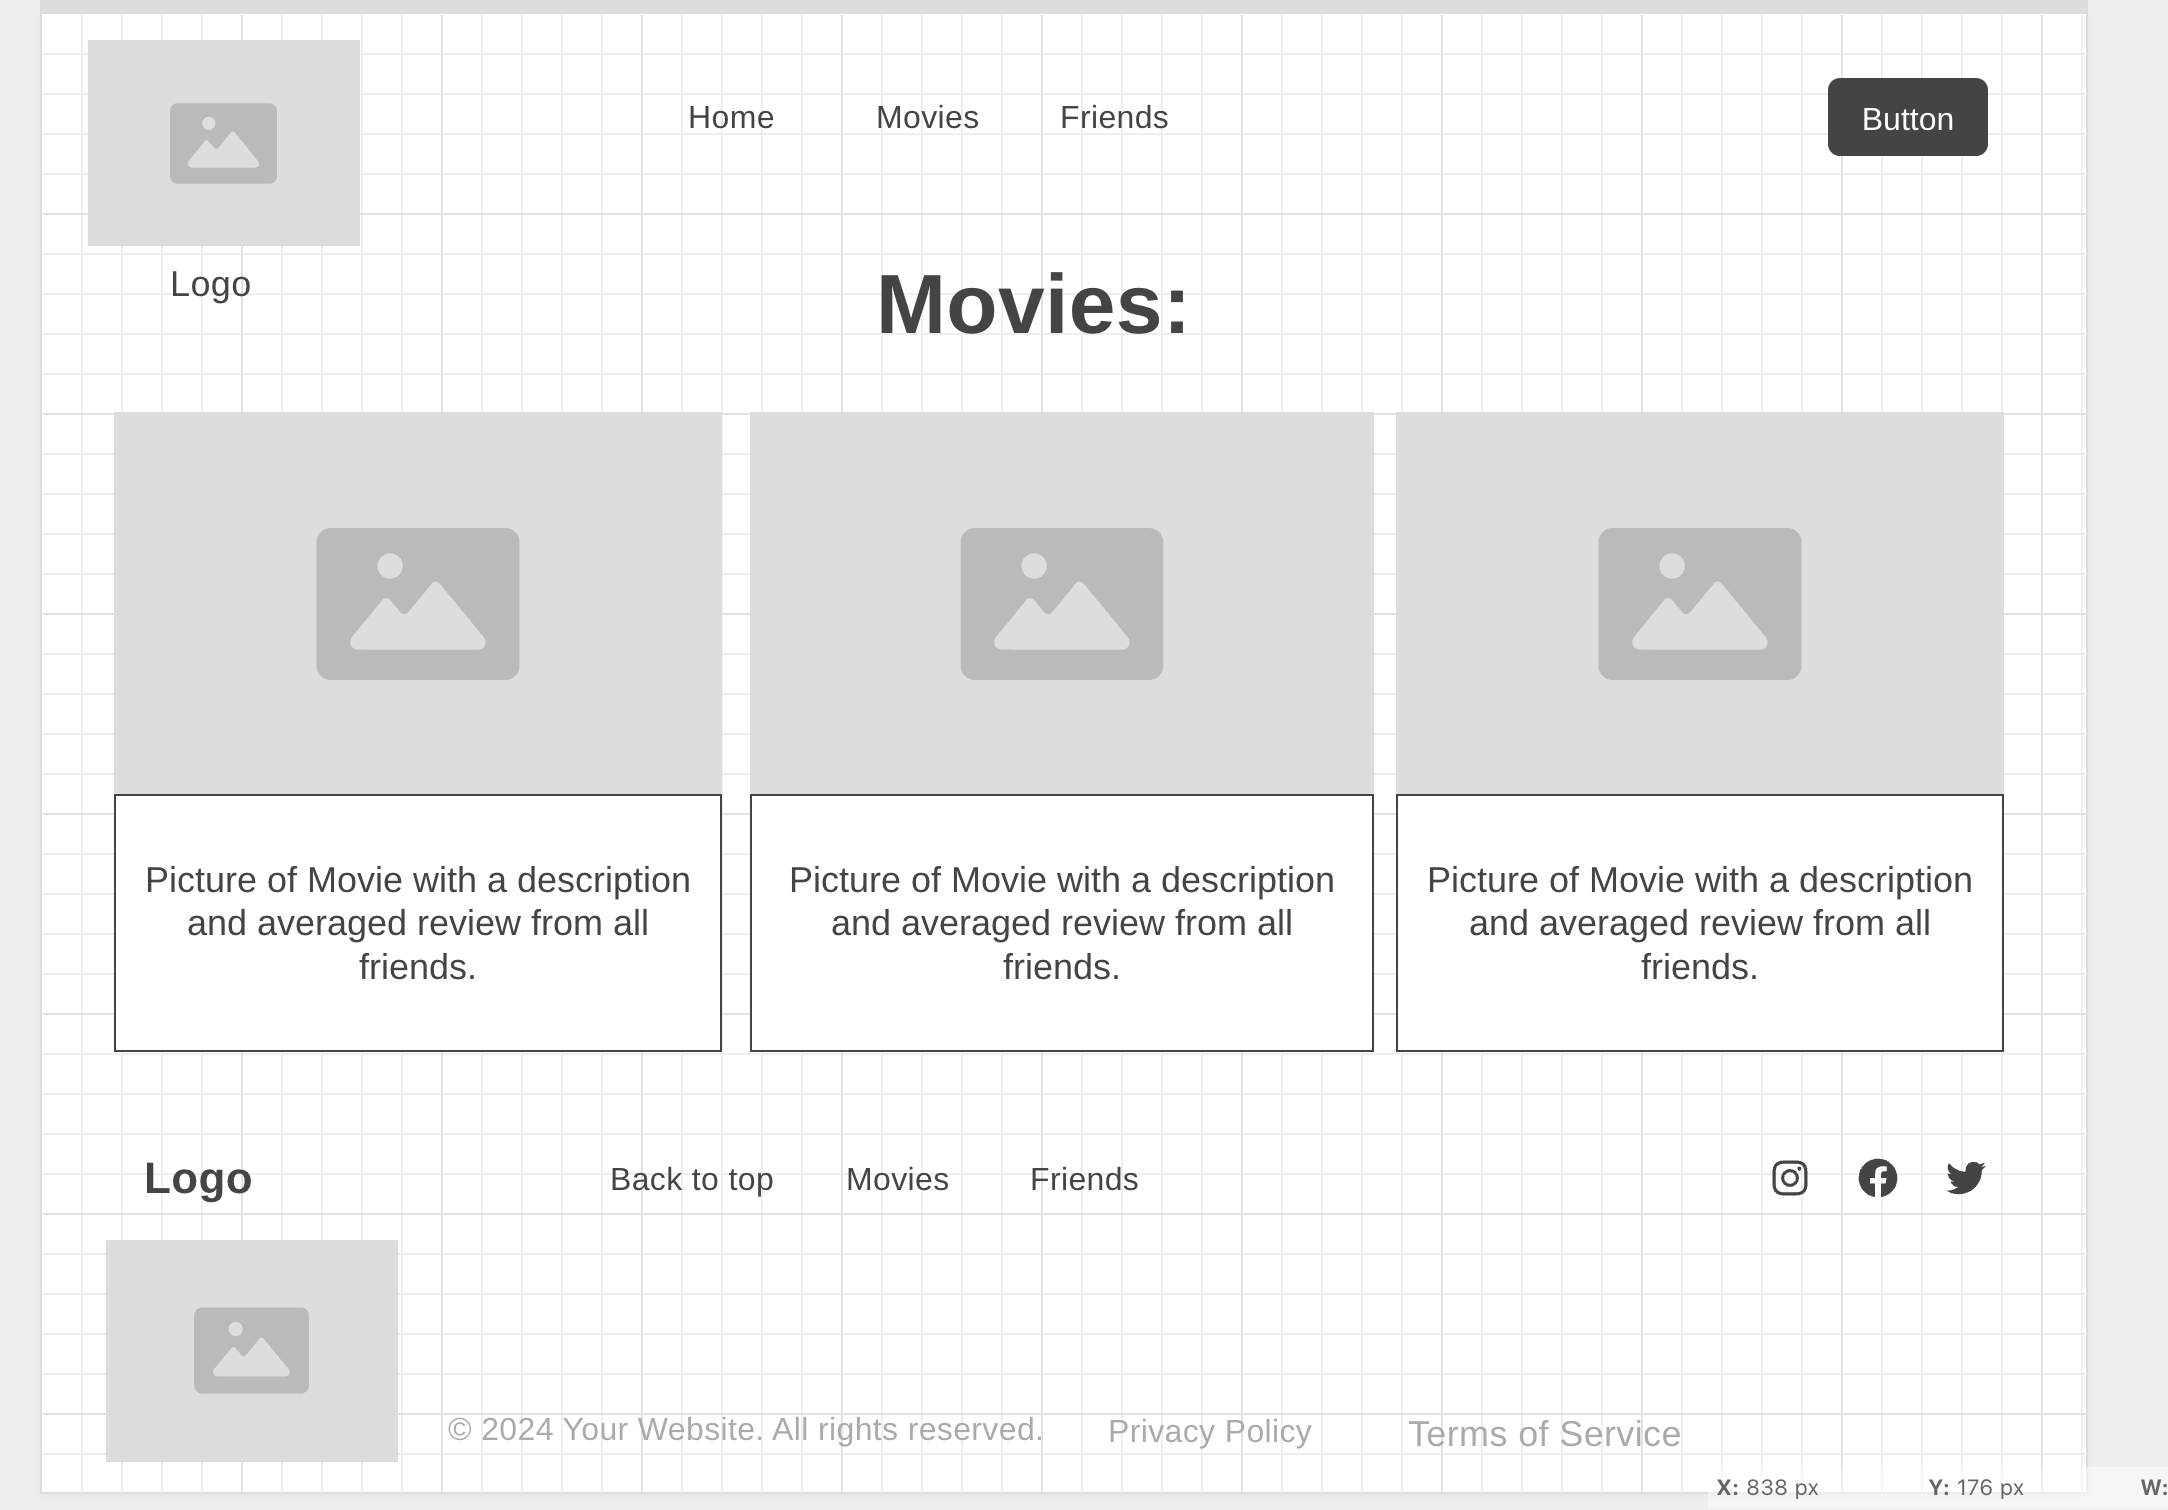 Home Movies Friends Button
Logo
Movies:
Picture of Movie with a description
and averaged review from all
friends.
Picture of Movie with a description
and averaged review from all
friends.
Picture of Movie with a description
and averaged review from all
friends.
Logo Back to top Movies Friends
© 2024 Your Website. All rights reserved. Privacy Policy Terms of Service
X: 838 px Y: 176 px W: